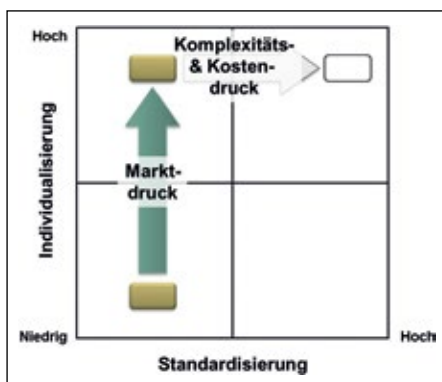 Hoch
Komplexitäts-
& Kosten-
druck
Individualisierung
Markt-
druck
Niedrig
Hoch
Standardisierung